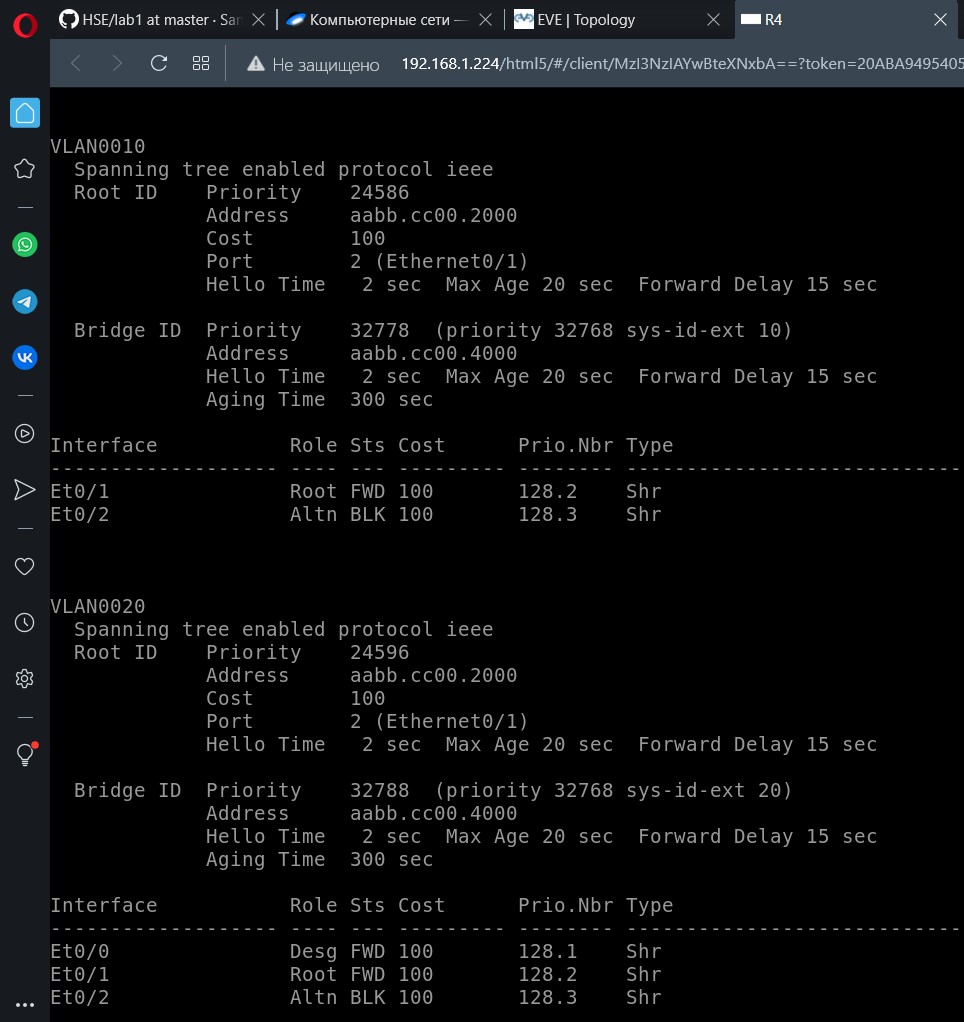 HSE/lab1 at master · San
Компьютерные сети —
EVE | Topology
R4
Не защищено 192.168.1.224/html5/#/client/MzI3NzIAYwBteXNxbA==?token=20ABA9495405
VLAN0010
Spanning tree enabled protocol ieee
Root ID Priority 24586
Address aabb.cc00.2000
Cost 100
Port 2 (Ethernet0/1)
Hello Time 2 sec Max Age 20 sec Forward Delay 15 sec
Bridge ID Priority 32778 (priority 32768 sys-id-ext 10)
Address aabb.cc00.4000
Hello Time 2 sec Max Age 20 sec Forward Delay 15 sec
Aging Time 300 sec
Interface Role Sts Cost Prio.Nbr Type
------------------- ---- --- --------- -------- ----------------------------
Et0/1 Root FWD 100 128.2 Shr
Et0/2 Altn BLK 100 128.3 Shr
VLAN0020
Spanning tree enabled protocol ieee
Root ID Priority 24596
Address aabb.cc00.2000
Cost 100
Port 2 (Ethernet0/1)
Hello Time 2 sec Max Age 20 sec Forward Delay 15 sec
Bridge ID Priority 32788 (priority 32768 sys-id-ext 20)
Address aabb.cc00.4000
Hello Time 2 sec Max Age 20 sec Forward Delay 15 sec
Aging Time 300 sec
Interface Role Sts Cost Prio.Nbr Type
------------------- ---- --- --------- -------- ----------------------------
Et0/0 Desg FWD 100 128.1 Shr
Et0/1 Root FWD 100 128.2 Shr
Et0/2 Altn BLK 100 128.3 Shr